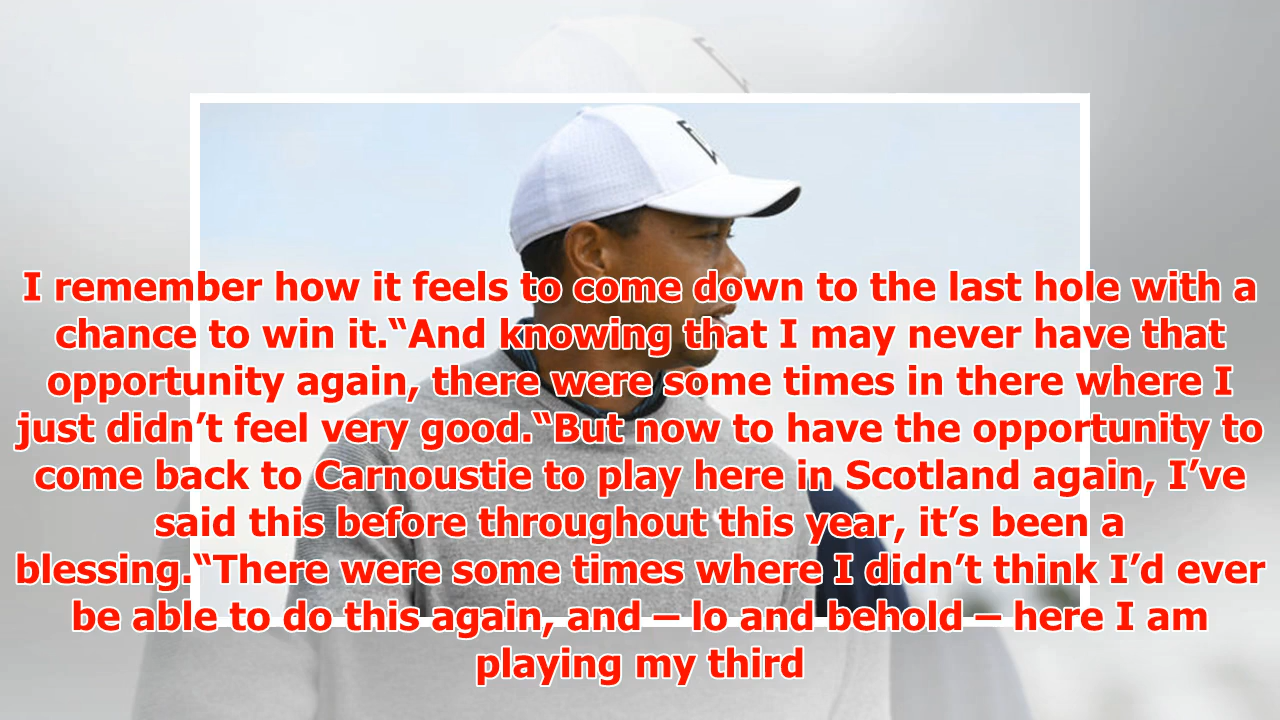 I remember how it feels to come down to the last hole with a
chance to win it.“And knowing that I may never have that
opportunity again, there were some times in there where I
just didn’t feel very good.“But now to have the opportunity to
come back to Carnoustie to play here in Scotland again, I’ve
said this before throughout this year, it’s been a
blessing.“There were some times where I didn’t think I’d ever
be able to do this again, and – lo and behold – here I am
playing my third